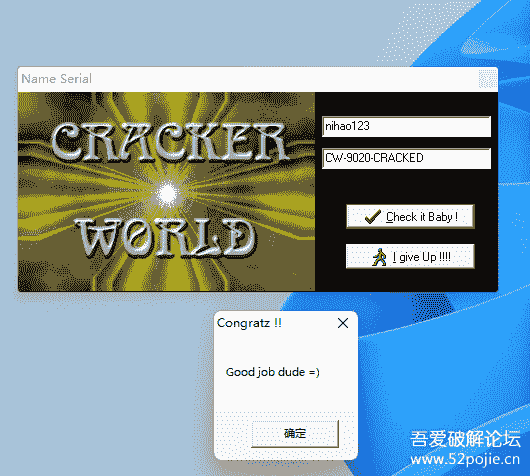 Name Serial
CRACKER
WORLD
nihao123
CW-9020-CRACKED
Check it Baby !
I give Up !!!!
Congratz !!
Good job dude =)
确定
吾爱破解论坛
www.52pojie.cn